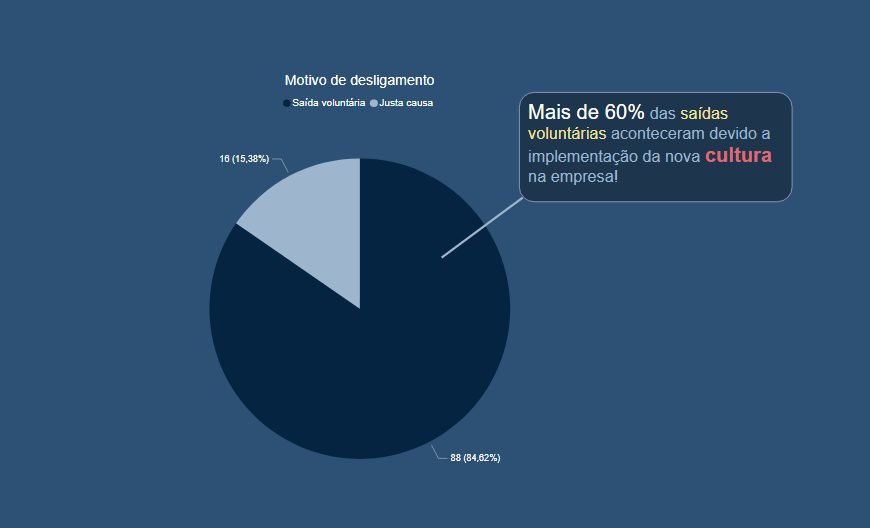 Motivo de desligamento
Saída voluntária Justa causa
Mais de 60% das saídas
voluntárias aconteceram devido a
implementação da nova cultura
na empresa!
16 (15,38%)
88 (84,62%)